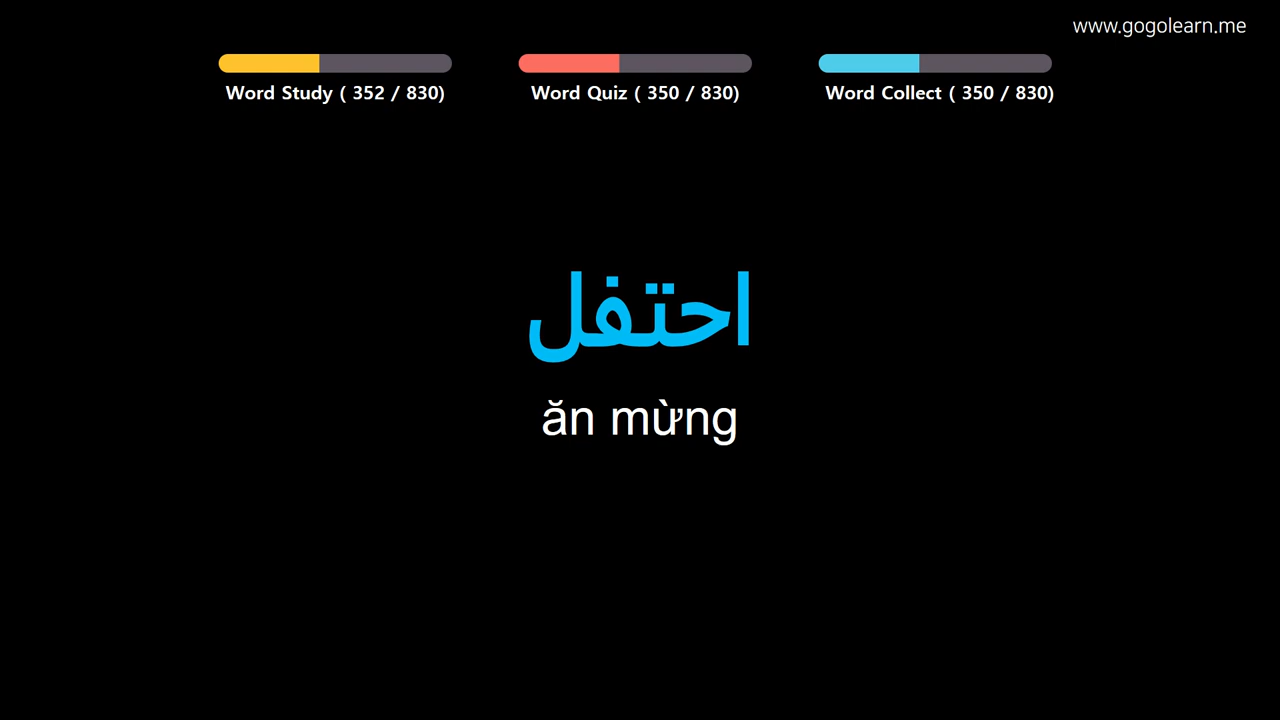 www.gogolearn.me
Word Study ( 352 / 830)
Word Quiz ( 350 / 830)
Word Collect ( 350 / 830)
احتفل
ăn mừng